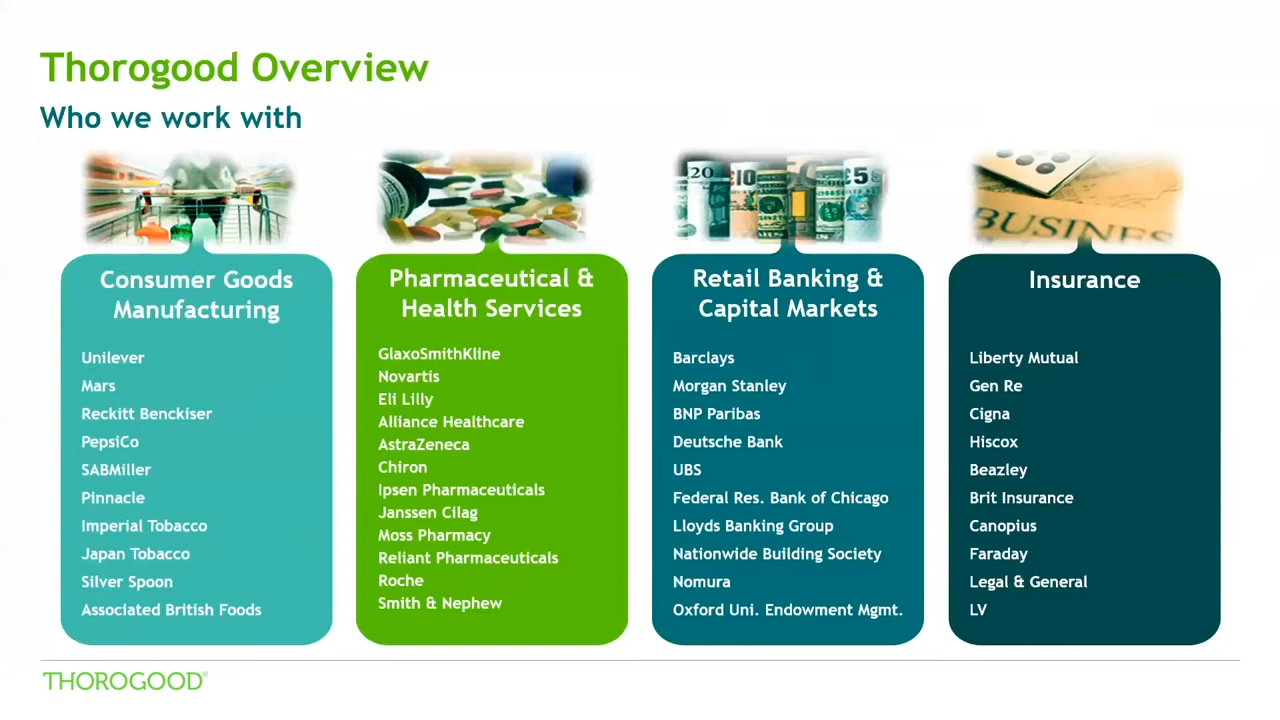 Thorogood Overview
Who we work with
20
£10
£5
BUSINES
Consumer Goods
Manufacturing
Unilever
Mars
Reckitt Benckiser
PepsiCo
SABMiller
Pinnacle
Imperial Tobacco
Japan Tobacco
Silver Spoon
Associated British Foods
Pharmaceutical &
Health Services
GlaxoSmithKline
Novartis
Eli Lilly
Alliance Healthcare
AstraZeneca
Chiron
Ipsen Pharmaceuticals
Janssen Cilag
Moss Pharmacy
Reliant Pharmaceuticals
Roche
Smith & Nephew
Retail Banking &
Capital Markets
Barclays
Morgan Stanley
BNP Paribas
Deutsche Bank
UBS
Federal Res. Bank of Chicago
Lloyds Banking Group
Nationwide Building Society
Nomura
Oxford Uni. Endowment Mgmt.
Insurance
Liberty Mutual
Gen Re
Cigna
Hiscox
Beazley
Brit Insurance
Canopius
Faraday
Legal & General
LV
THOROGOOD®